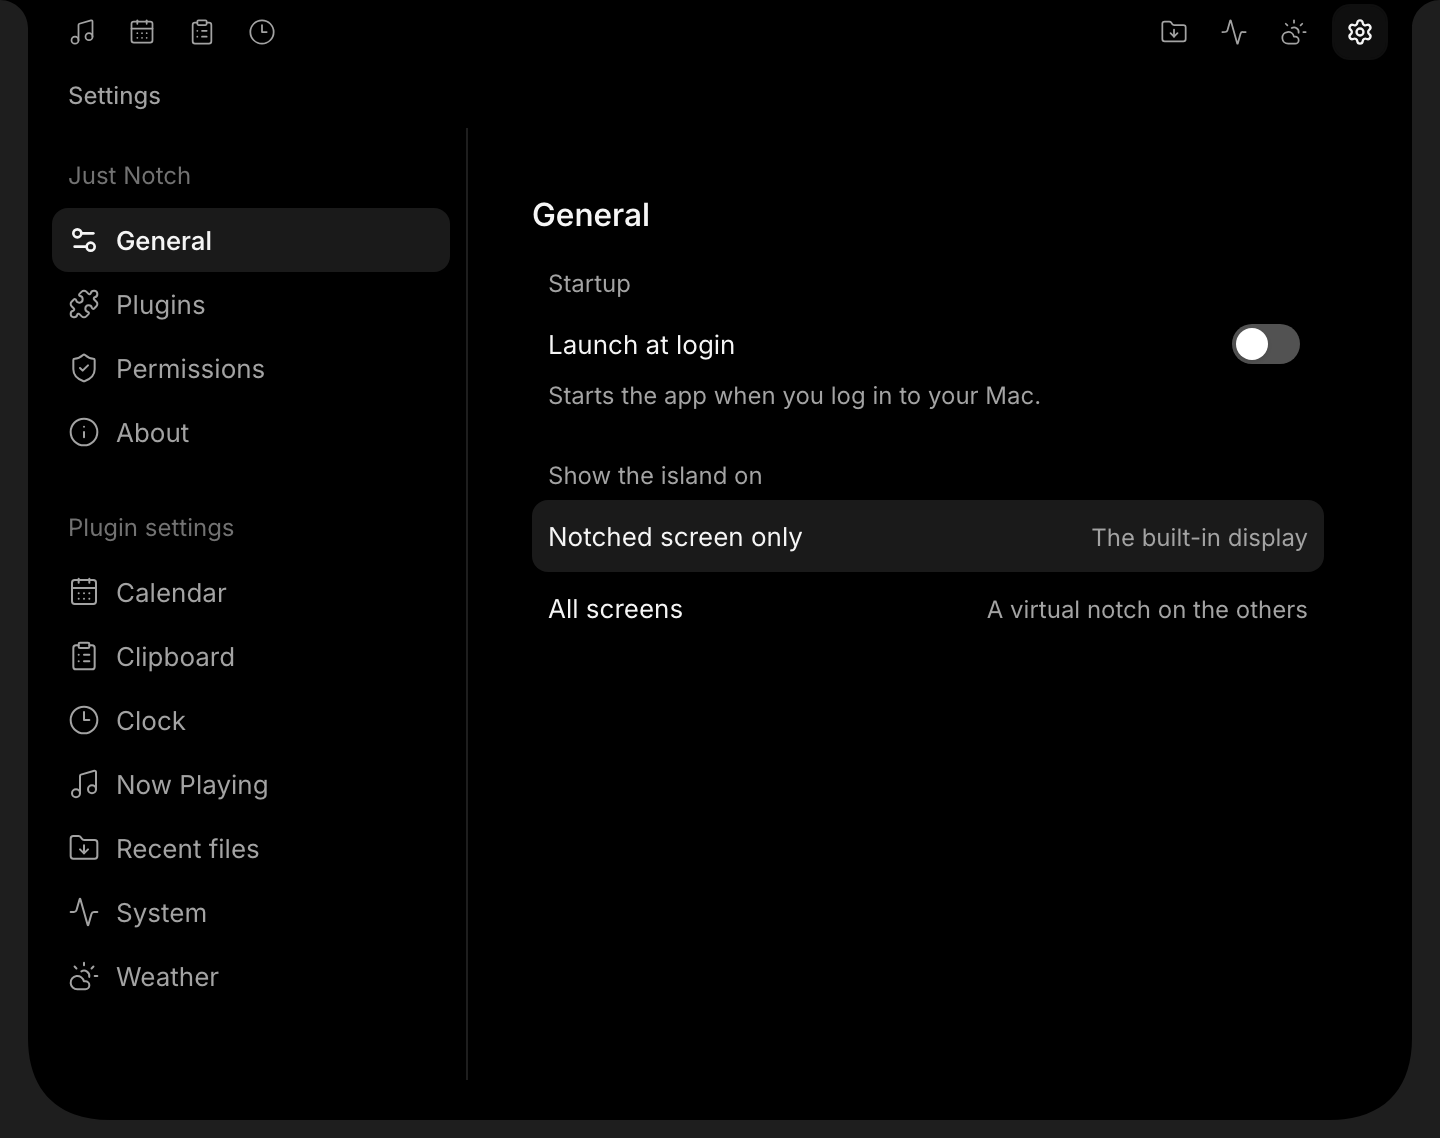 Settings
Just Notch
General
Plugins
Permissions
About
Plugin settings
Calendar
Clipboard
Clock
Now Playing
Recent files
System
Weather
General
Startup
Launch at login
Starts the app when you log in to your Mac.
Show the island on
Notched screen only The built-in display
All screens A virtual notch on the others